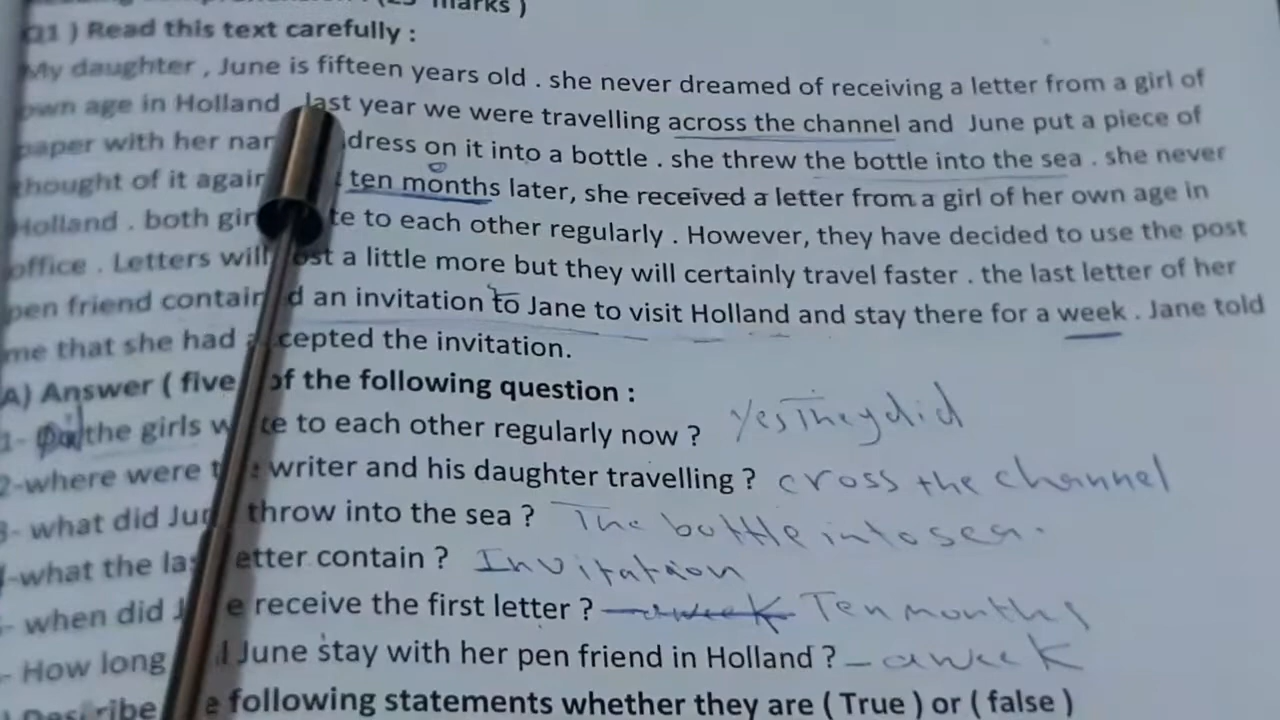 marks )
Q1 ) Read this text carefully :
My daughter , June is fifteen years old . she never dreamed of receiving a letter from a girl of
own age in Holland last year we were travelling across the channel and June put a piece of
paper with her dress on it into a bottle . she threw the bottle into the sea . she never
thought of it again ten months later, she received a letter from a girl of her own age in
Holland . both te to each other regularly . However, they have decided to use the post
office . Letters will ost a little more but they will certainly travel faster . the last letter of her
pen friend contain d an invitation to Jane to visit Holland and stay there for a week . Jane told
me that she had a cepted the invitation.
A) Answer ( five of the following question :
1- the girls w te to each other regularly now ? Yes They did
2-where were t e writer and his daughter travelling ? cross the channel
3- what did Jun throw into the sea ? The bottle into sea.
-what the la etter contain ? Invitataion
- when did J e receive the first letter ? a week Ten months
- How long l June stay with her pen friend in Holland ? a week
e following statements whether they are ( True ) or ( false )